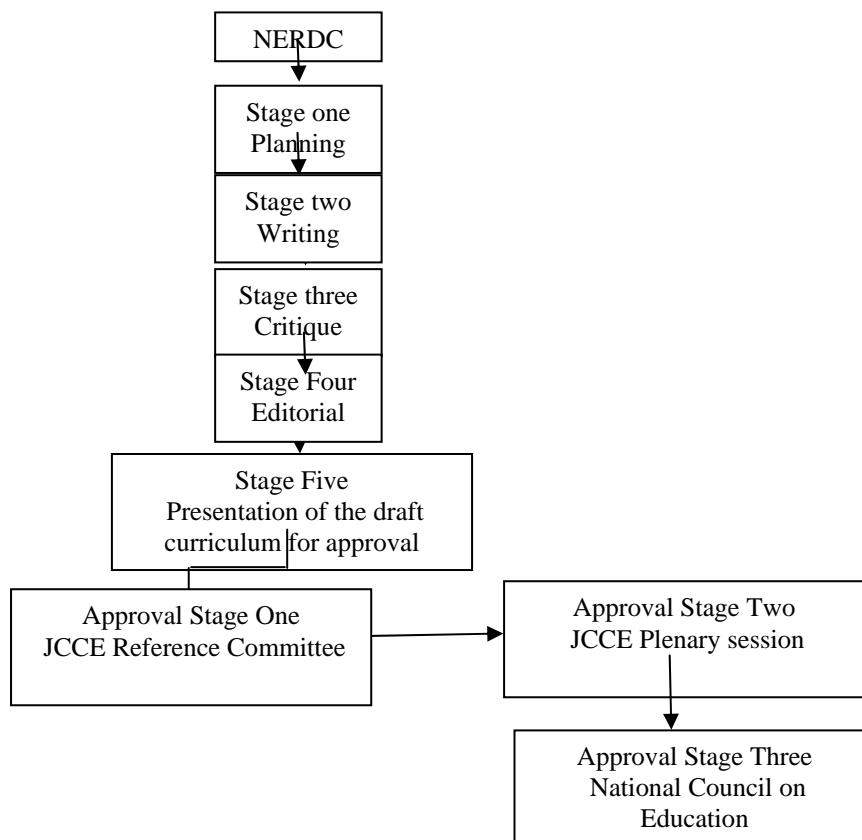 NERDC
Stage one
Planning
Stage two
Writing
Stage three
Critique
Stage Four
Editorial
Stage Five
Presentation of the draft
curriculum for approval
Approval Stage One
JCCE Reference Committee
Approval Stage Two
JCCE Plenary session
Approval Stage Three
National Council on
Education